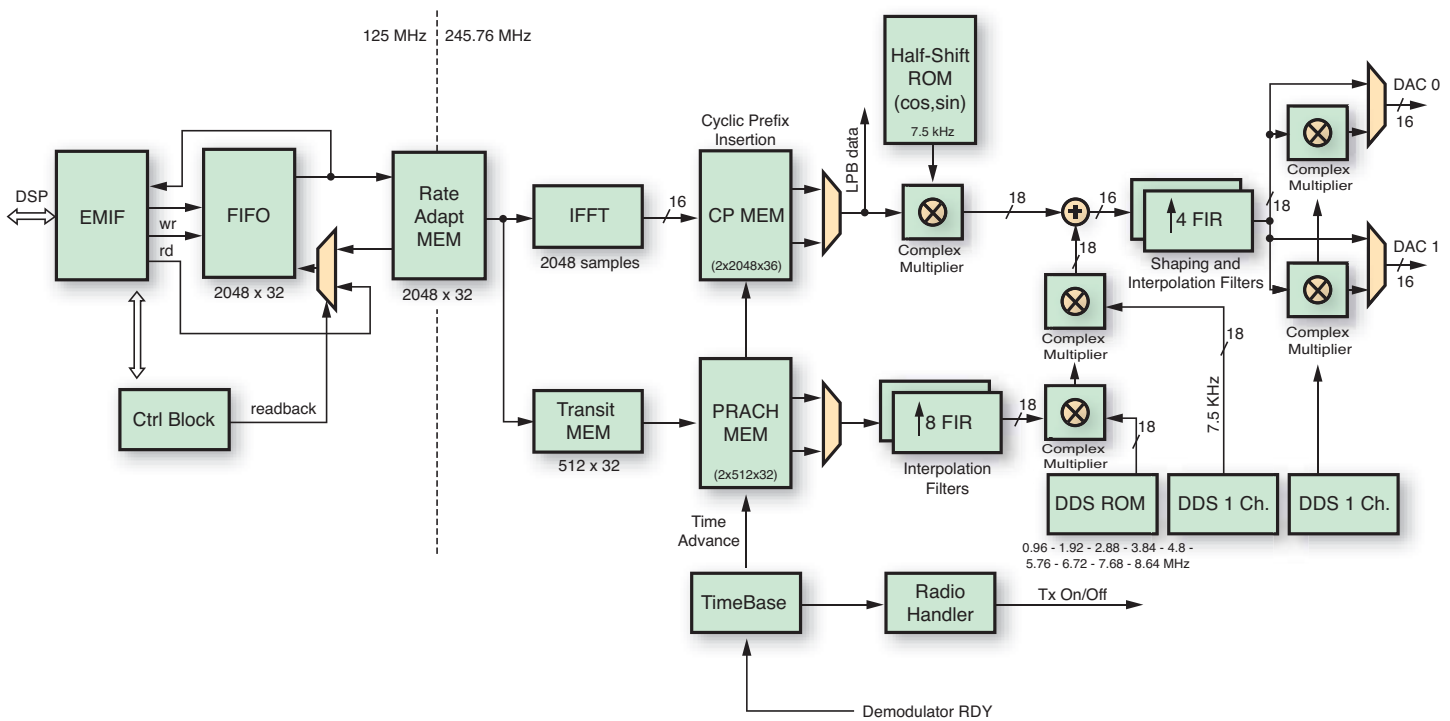 125 MHz
245.76 MHz
DSP
EMIF
wr
rd
FIFO
2048 x 32
Rate
Adapt
MEM
2048 x 32
Ctrl Block
readback
IFFT
2048 samples
16
Transit
MEM
512 x 32
Cyclic Prefix
Insertion
CP MEM
(2x2048x36)
PRACH
MEM
(2x512x32)
Time
Advance
TimeBase
Radio
Handler
Tx On/Off
Demodulator RDY
LPB data
Half-Shift
ROM
(cos,sin)
7.5 kHz
Complex
Multiplier
18
16
18
4 FIR
Shaping and
Interpolation Filters
18
8 FIR
Interpolation
Filters
18
Complex
Multiplier
Complex
Multiplier
18
18
7.5 KHz
DDS ROM
0.96 - 1.92 - 2.88 - 3.84 - 4.8 -
5.76 - 6.72 - 7.68 - 8.64 MHz
DDS 1 Ch.
DDS 1 Ch.
Complex
Multiplier
Complex
Multiplier
DAC 0
16
DAC 1
16